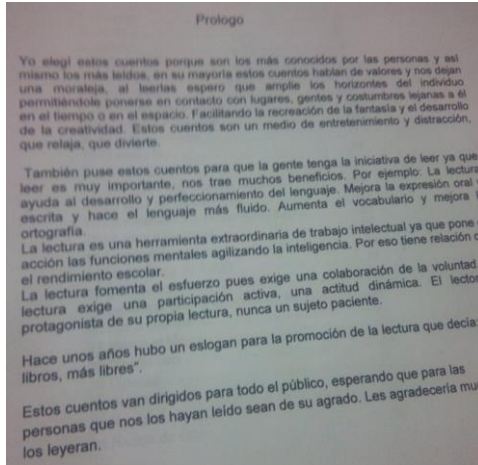 Prologo
Yo elegí estos cuentos porque son los más conocidos por las personas y así
mismo los más leídos, en su mayoría estos cuentos hablan de valores y nos dejan
una moraleja, al leerlas espero que amplie los horizontes del individuo
permitiéndole ponerse en contacto con lugares, gentes y costumbres lejanas a él
en el tiempo o en el espacio. Facilitando la recreación de la fantasía y el desarrollo
de la creatividad. Estos cuentos son un medio de entretenimiento y distracción,
que relaja, que divierte.
También puse estos cuentos para que la gente tenga la iniciativa de leer ya que
leer es muy importante, nos trae muchos beneficios. Por ejemplo: La lectura
ayuda al desarrollo y perfeccionamiento del lenguaje. Mejora la expresión oral
escrita y hace el lenguaje más fluido. Aumenta el vocabulario y mejora
ortografía.
La lectura es una herramienta extraordinaria de trabajo intelectual ya que pone
acción las funciones mentales agilizando la inteligencia. Por eso tiene relación
el rendimiento escolar.
La lectura fomenta el esfuerzo pues exige una colaboración de la voluntad.
lectura exige una participación activa, una actitud dinámica. El lector
protagonista de su propia lectura, nunca un sujeto paciente.
Hace unos años hubo un eslogan para la promoción de la lectura que decía:
libros, más libres".
Estos cuentos van dirigidos para todo el público, esperando que para las
personas que nos los hayan leído sean de su agrado. Les agradecería
los leyeran.